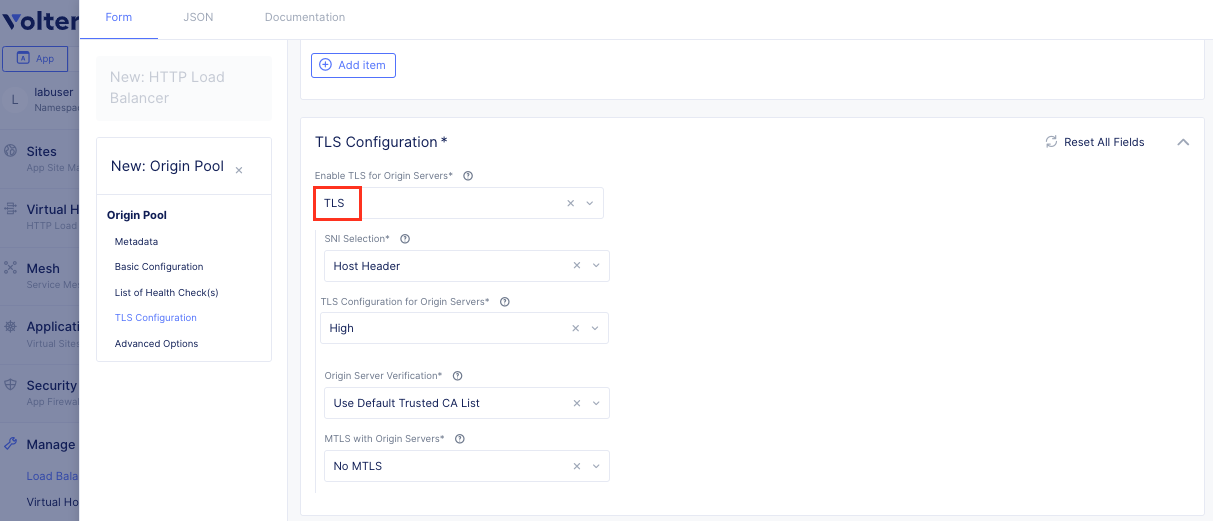 Volter
Form
JSON
Documentation
App
L
labuser
Namespac
Sites
App Site Ma
Virtual H
HTTP Load
Mesh
Service Mes
Applicati
Virtual Sites
Security
App Firewal
Manage
Load Bala
Virtual Ho
New: HTTP Load
Balancer
New: Origin Pool
Origin Pool
Metadata
Basic Configuration
List of Health Check(s)
TLS Configuration
Advanced Options
Add item
TLS Configuration *
Reset All Fields
Enable TLS for Origin Servers*
TLS
SNI Selection*
Host Header
TLS Configuration for Origin Servers*
High
Origin Server Verification*
Use Default Trusted CA List
MTLS with Origin Servers*
No MTLS